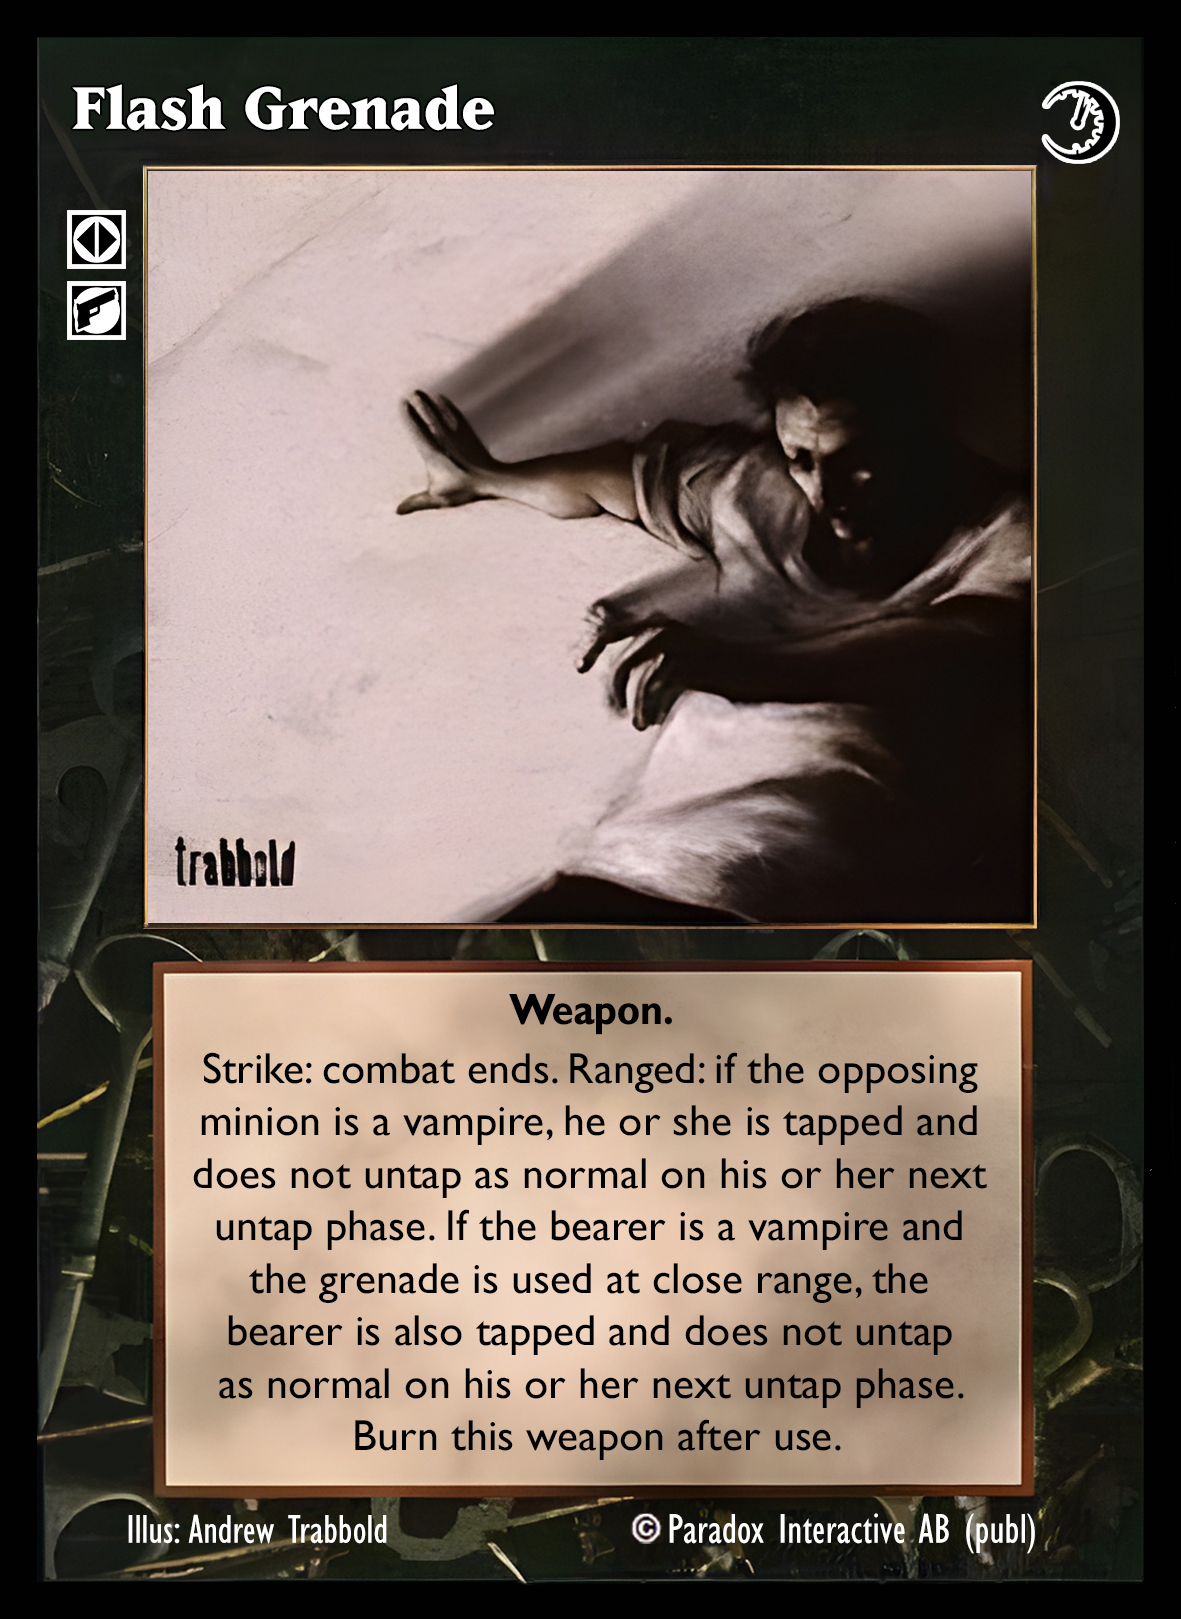 Flash Grenade
trabbold
Weapon.
Strike: combat ends. Ranged: if the opposing
minion is a vampire, he or she is tapped and
does not untap as normal on his or her next
untap phase. If the bearer is a vampire and
the grenade is used at close range, the
bearer is also tapped and does not untap
as normal on his or her next untap phase.
Burn this weapon after use.
Illus: Andrew Trabbold
© Paradox Interactive AB (publ)